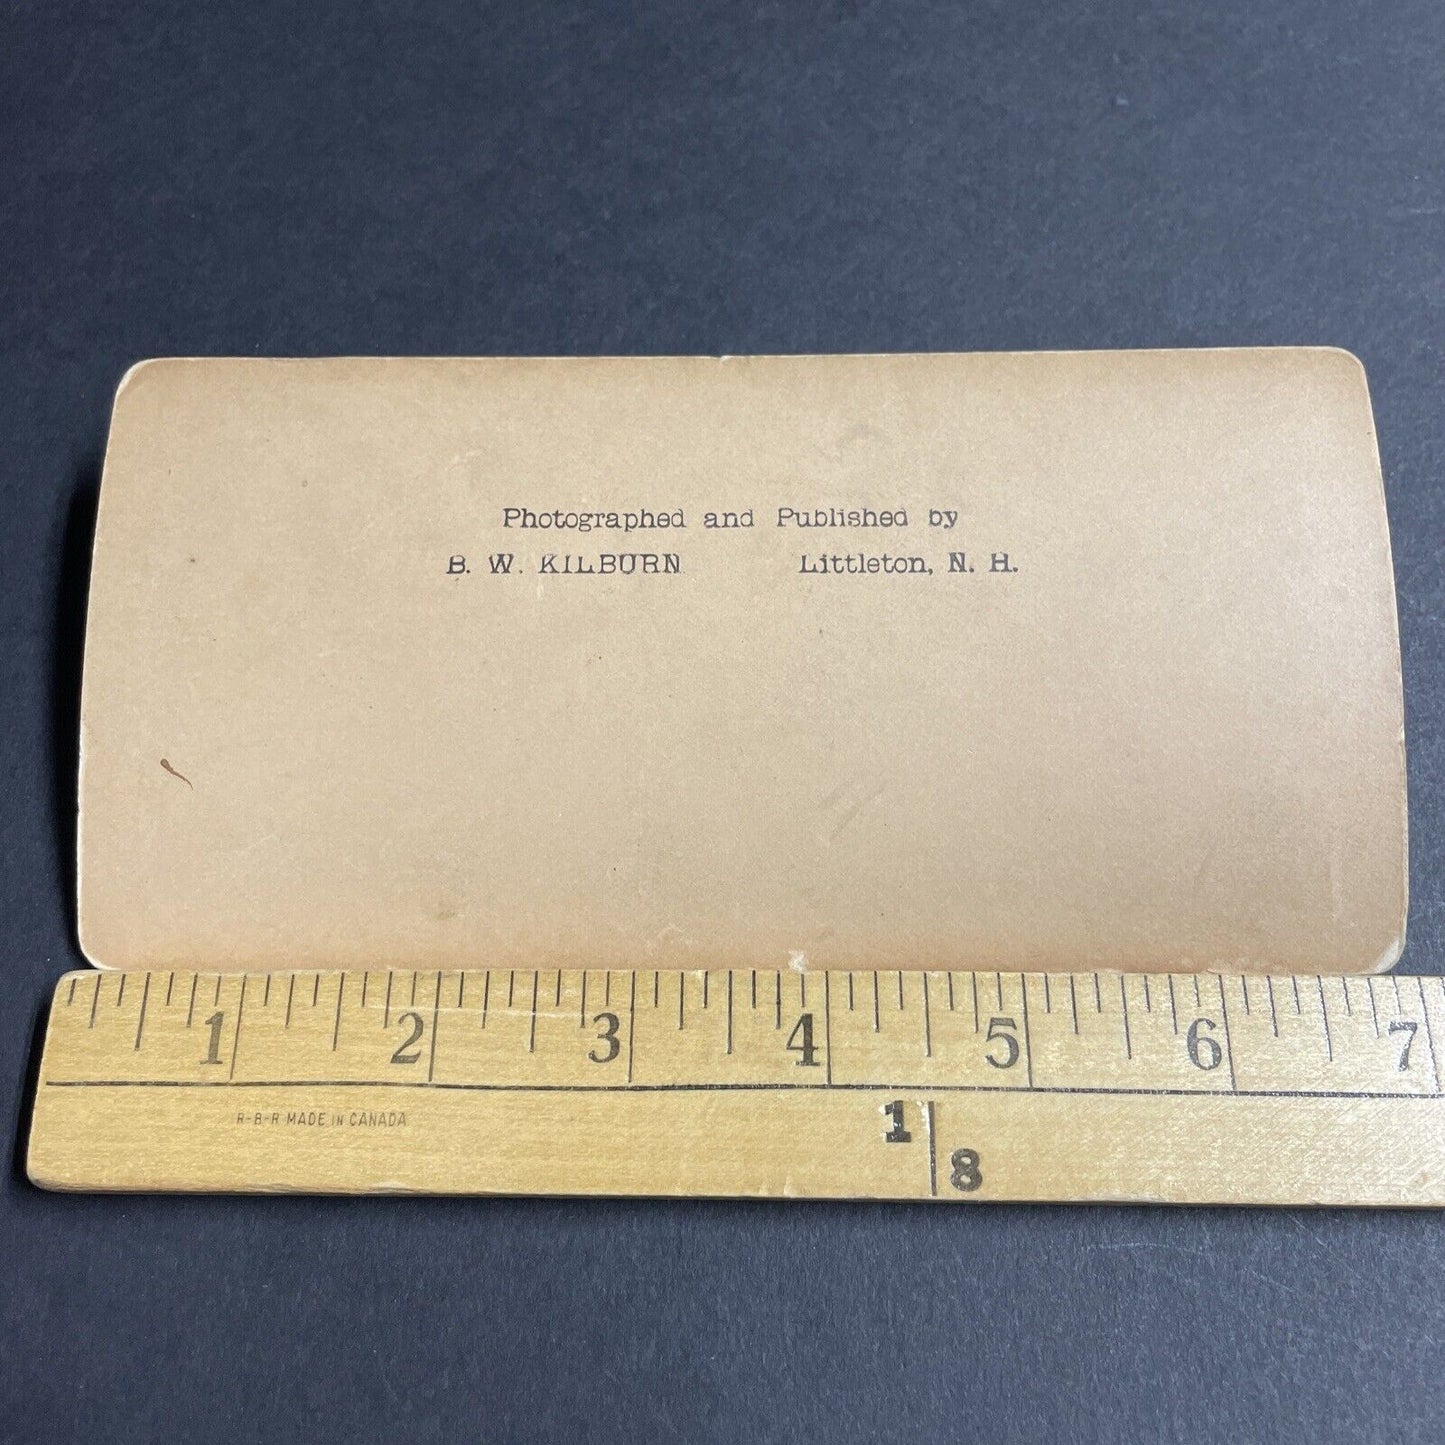 Photographed and Published by
B. W. KILBURN Littleton, N. H.
1 2 3 4 5 6 7
R-B-R MADE IN CANADA
1
8